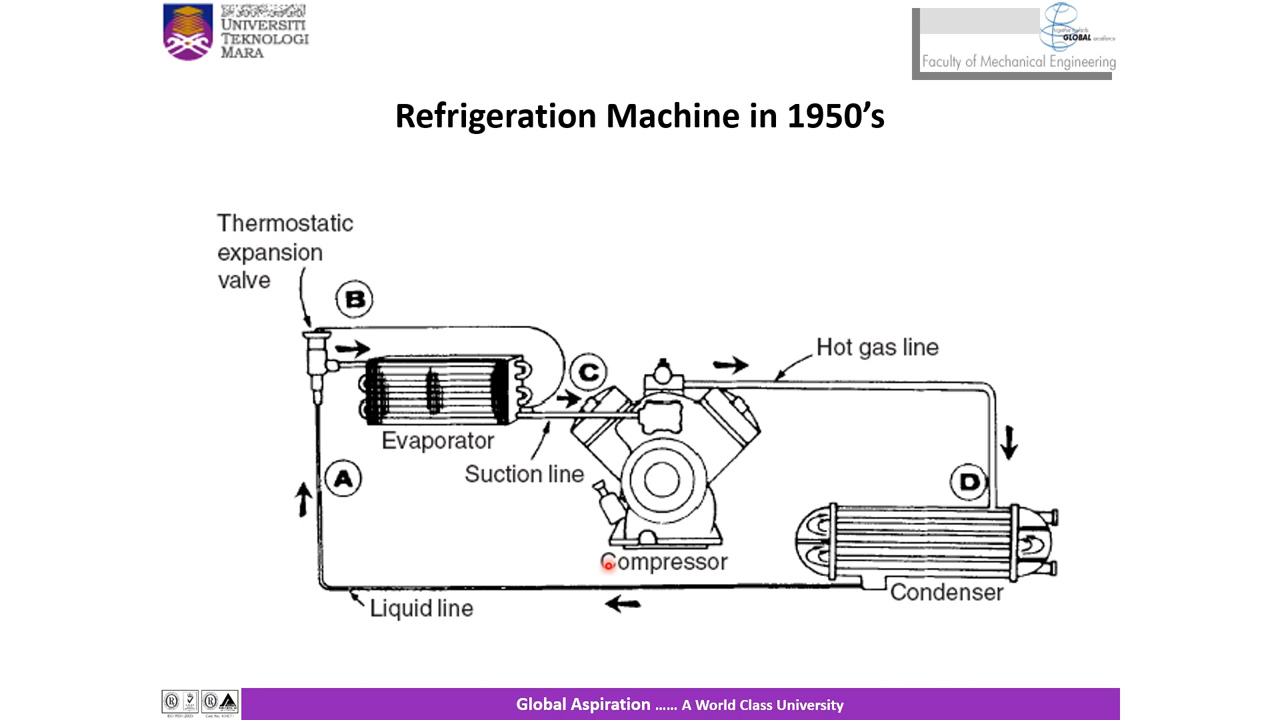 UNIVERSITI
TEKNOLOGI
MARA
GLOBAL
Faculty of Mechanical Engineering
Refrigeration Machine in 1950’s
Thermostatic
expansion
valve
B
C
Hot gas line
Evaporator
Suction line
A
D
Compressor
Condenser
Liquid line
Global Aspiration …… A World Class University